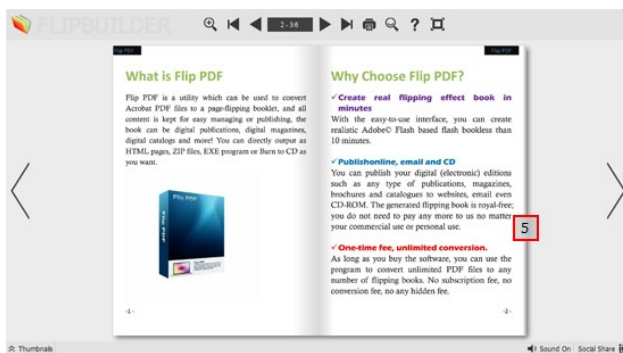 FLIPBUILDER
2-3/6
?
Flip PDF
Flip PDF
What is Flip PDF
Flip PDF is a utility which can be used to convert
Acrobat PDF files to a page-flipping booklet, and all
content is kept for easy managing or publishing, the
book can be digital publications, digital magazines,
digital catalogs and more! You can directly output as
HTML pages, ZIP files, EXE program or Burn to CD as
you want.
Flip PDF
Flip PDF
-1-
Why Choose Flip PDF?
✓Create real flipping effect book in
minutes
With the easy-to-use interface, you can create
realistic Adobe© Flash based flash bookless than
10 minutes.
✓Publishonline, email and CD
You can publish your digital (electronic) editions
such as any type of publications, magazines,
brochures and catalogues to websites, email even
CD-ROM. The generated flipping book is royal-free;
you do not need to pay any more to us no matter
your commercial use or personal use.
5
✓One-time fee, unlimited conversion.
As long as you buy the software, you can use the
program to convert unlimited PDF files to any
number of flipping books. No subscription fee, no
conversion fee, no any hidden fee.
-2-
Thumbnails
Sound On Social Share